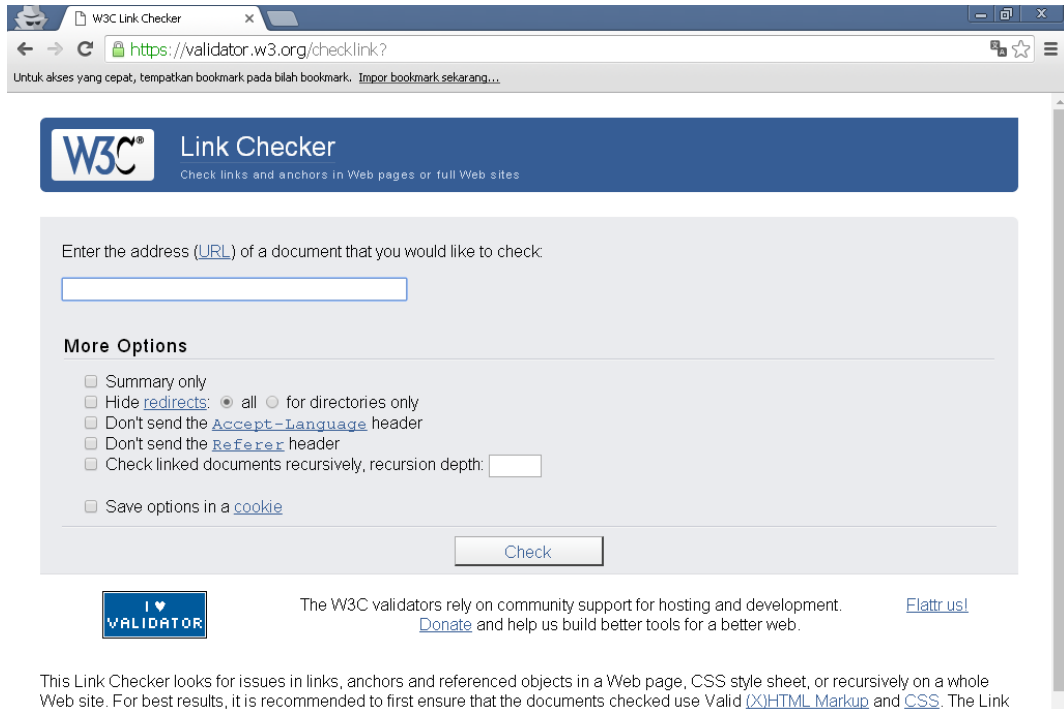 W3C Link Checker
https://validator.w3.org/checklink?
Untuk akses yang cepat, tempatkan bookmark pada bilah bookmark. Impor bookmark sekarang...
W3C®
Link Checker
Check links and anchors in Web pages or full Web sites
Enter the address (URL) of a document that you would like to check:
More Options
Summary only
Hide redirects: all for directories only
Don't send the Accept-Language header
Don't send the Referer header
Check linked documents recursively, recursion depth:
Save options in a cookie
Check
I ♥
VALIDATOR
The W3C validators rely on community support for hosting and development.
Donate and help us build better tools for a better web.
Flattr us!
This Link Checker looks for issues in links, anchors and referenced objects in a Web page, CSS style sheet, or recursively on a whole
Web site. For best results, it is recommended to first ensure that the documents checked use Valid (X)HTML Markup and CSS. The Link